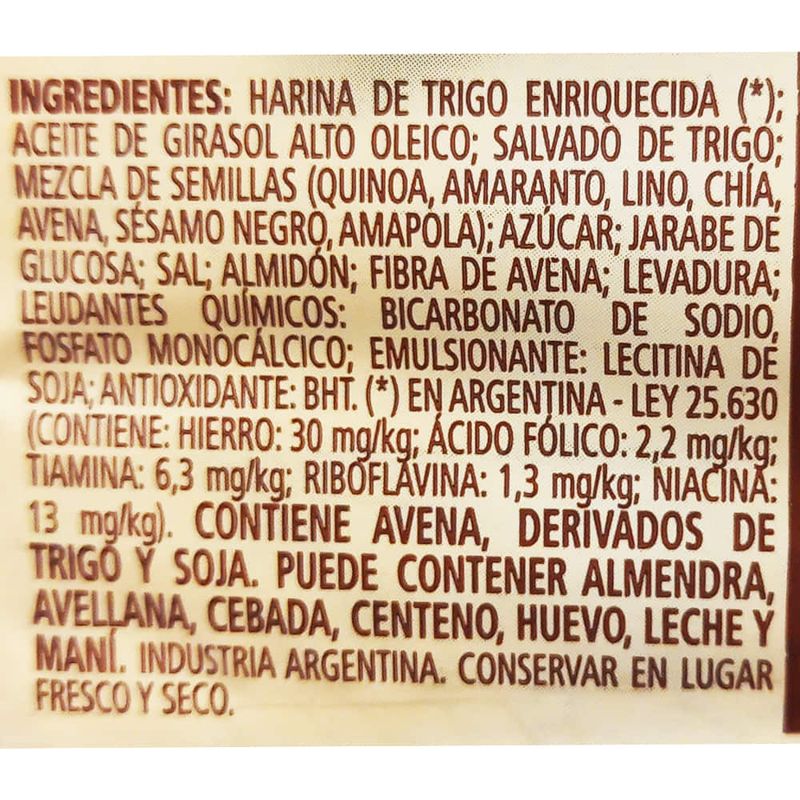 INGREDIENTES: HARINA DE TRIGO ENRIQUECIDA (*);
ACEITE DE GIRASOL ALTO OLEICO; SALVADO DE TRIGO;
MEZCLA DE SEMILLAS (QUINOA, AMARANTO, LINO, CHÍA,
AVENA, SÉSAMO NEGRO, AMAPOLA); AZÚCAR; JARABE DE
GLUCOSA; SAL; ALMIDÓN; FIBRA DE AVENA; LEVADURA;
LEUDANTES QUÍMICOS: BICARBONATO DE SODIO,
FOSFATO MONOCÁLCICO; EMULSIONANTE: LECITINA DE
SOJA; ANTIOXIDANTE: BHT. (*) EN ARGENTINA - LEY 25.630
(CONTIENE: HIERRO: 30 mg/kg; ÁCIDO FÓLICO: 2,2 mg/kg;
TIAMINA: 6,3 mg/kg; RIBOFLAVINA: 1,3 mg/kg; NIACINA:
13 mg/kg). CONTIENE AVENA, DERIVADOS DE
TRIGO Y SOJA. PUEDE CONTENER ALMENDRA,
AVELLANA, CEBADA, CENTENO, HUEVO, LECHE Y
MANÍ. INDUSTRIA ARGENTINA. CONSERVAR EN LUGAR
FRESCO Y SECO.